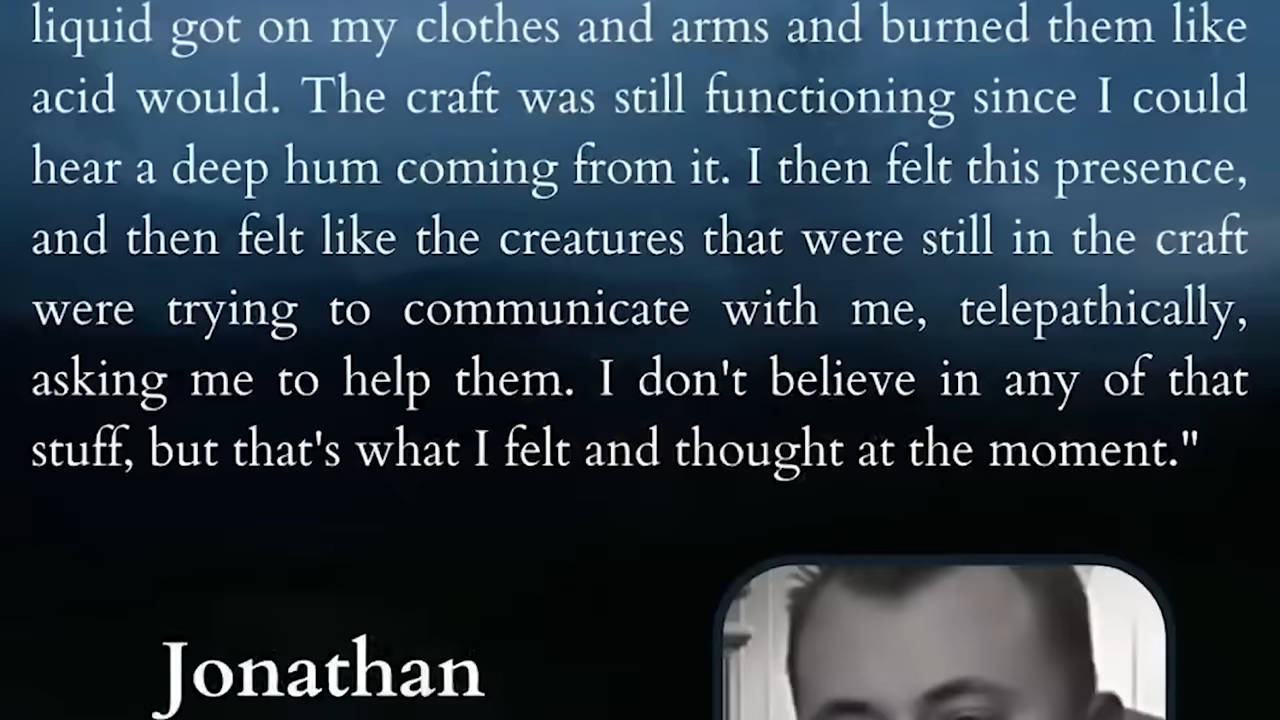 liquid got on my clothes and arms and burned them like
acid would. The craft was still functioning since I could
hear a deep hum coming from it. I then felt this presence,
and then felt like the creatures that were still in the craft
were trying to communicate with me, telepathically,
asking me to help them. I don't believe in any of that
stuff, but that's what I felt and thought at the moment."
Jonathan